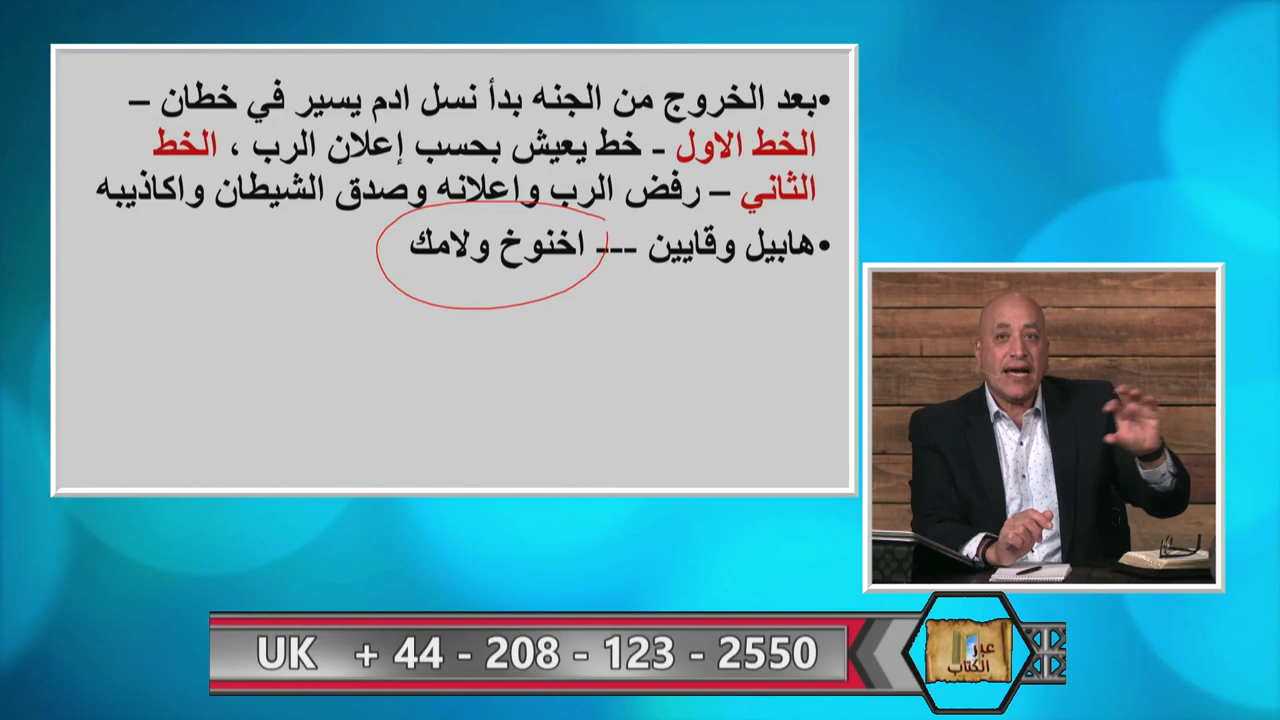 •بعد الخروج من الجنه بدأ نسل ادم يسير في خطان –
الخط الاول - خط يعيش بحسب إعلان الرب ، الخط
الثاني – رفض الرب واعلانه وصدق الشيطان واكاذيبه
•هابيل وقايين --- اخنوخ ولامك
UK + 44 - 208 - 123 - 2550
عبر
الكتاب